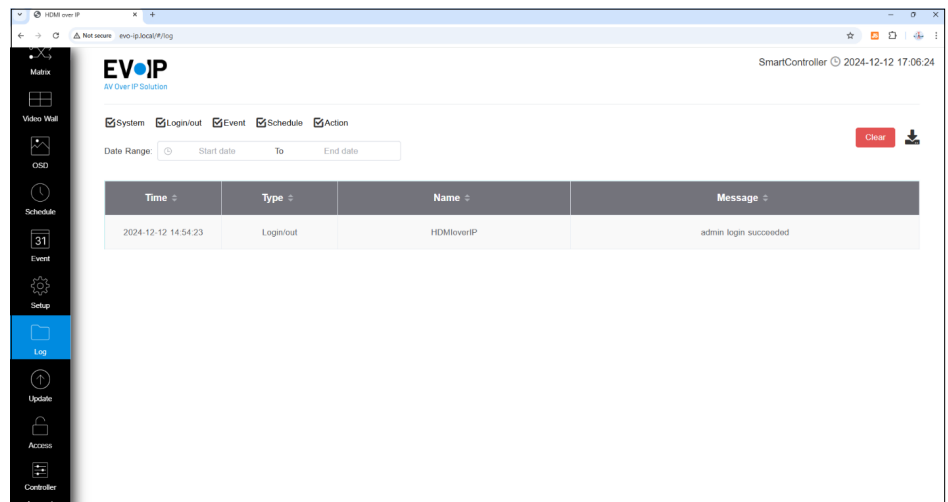 HDMI over IP
Not secure evo-ip.local/#/log
Matrix
Video Wall
OSD
Schedule
31
Event
Setup
Log
Update
Access
Controller
EVOIP
AV Over IP Solution
SmartController 2024-12-12 17:06:24
System Login/out Event Schedule Action
Date Range: Start date To End date
Clear
Time Type Name Message
2024-12-12 14:54:23 Login/out HDMIoverIP admin login succeeded